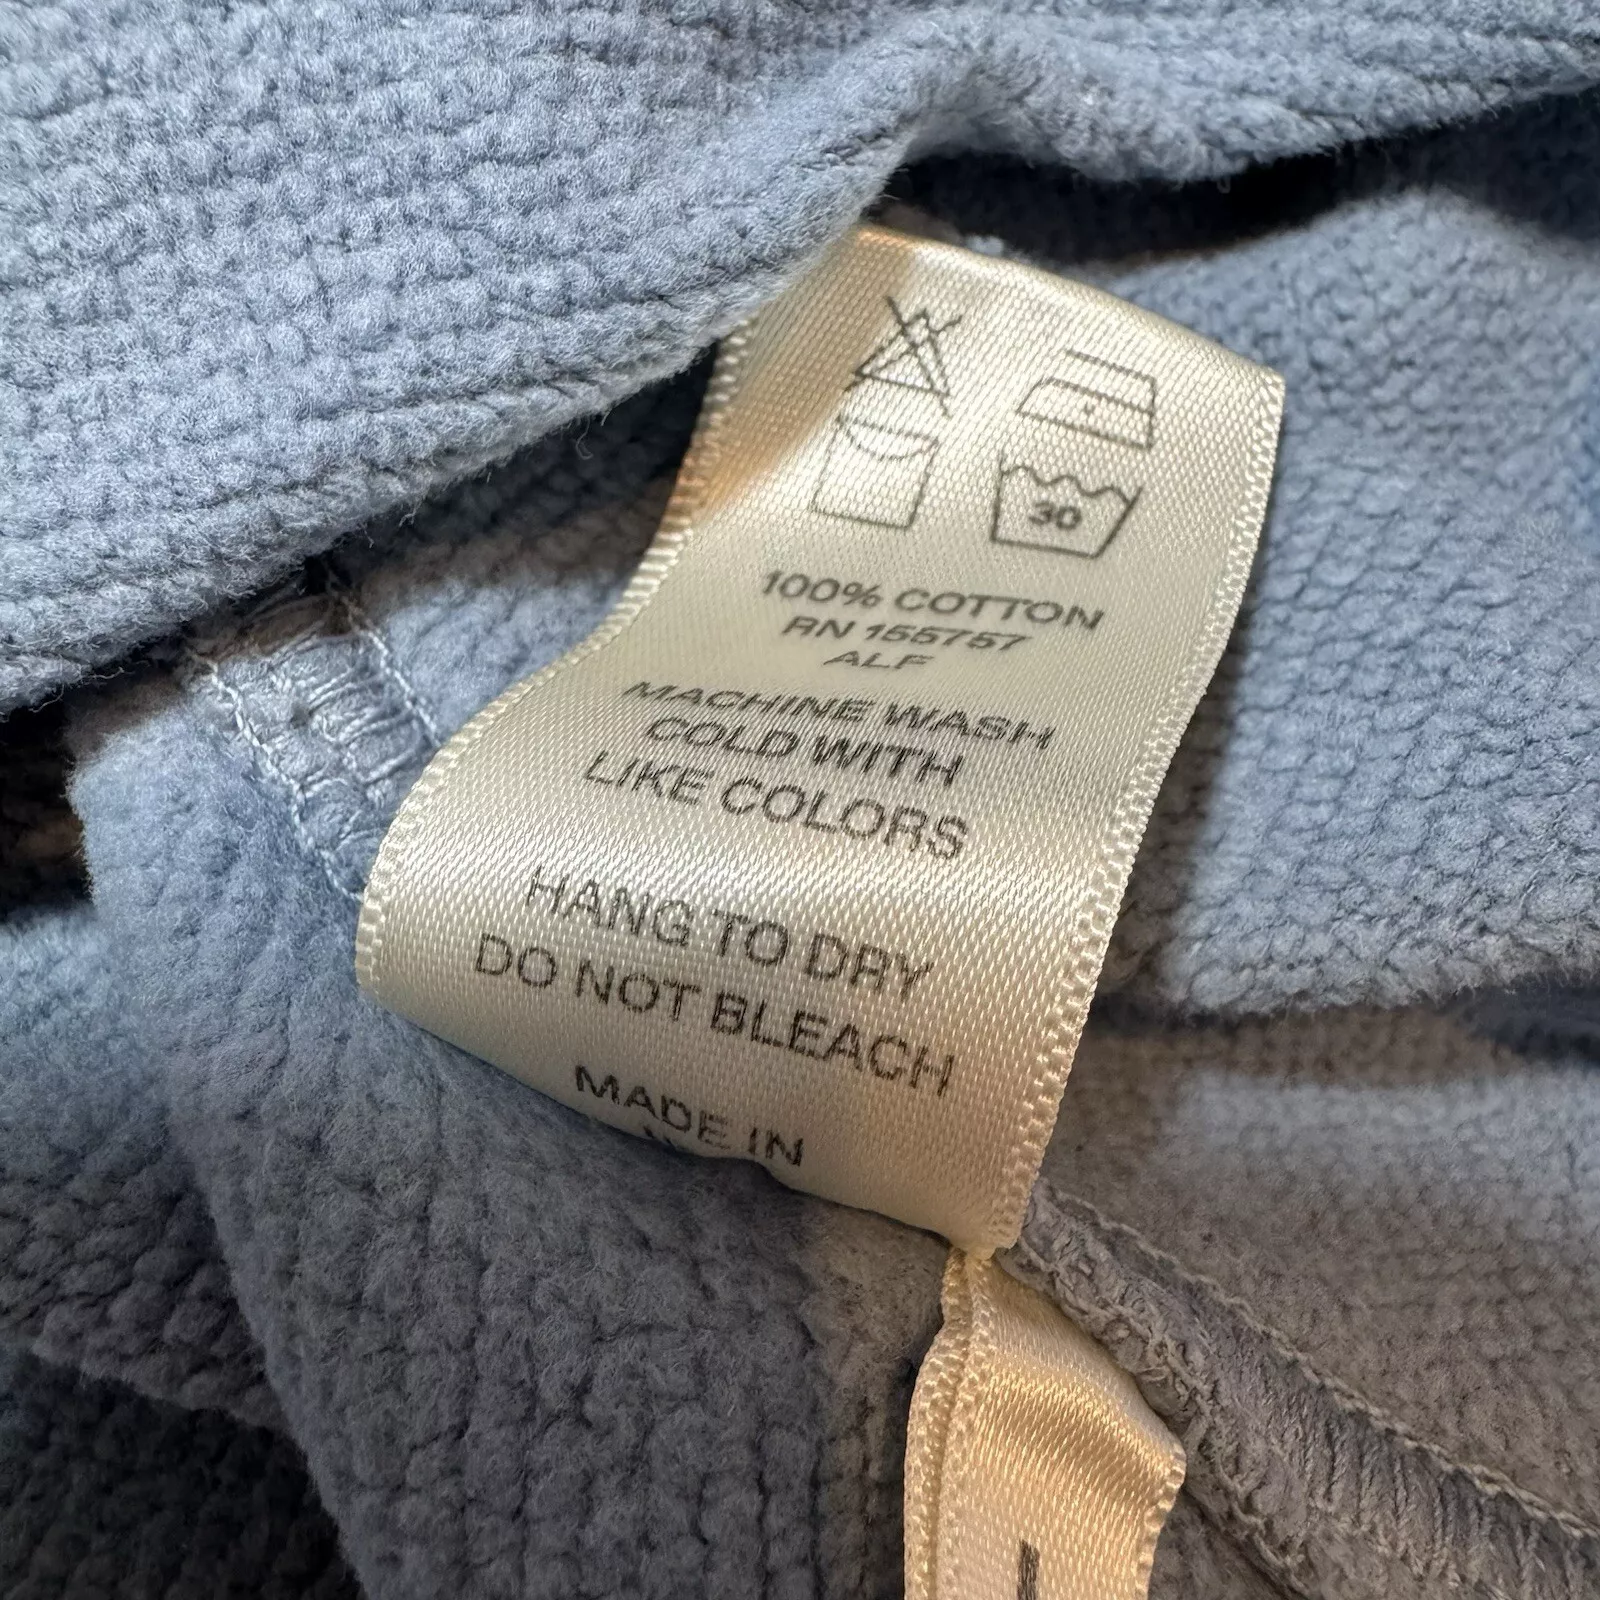 30
100% COTTON
RN 155757
ALF
MACHINE WASH
COLD WITH
LIKE COLORS
HANG TO DRY
DO NOT BLEACH
MADE IN